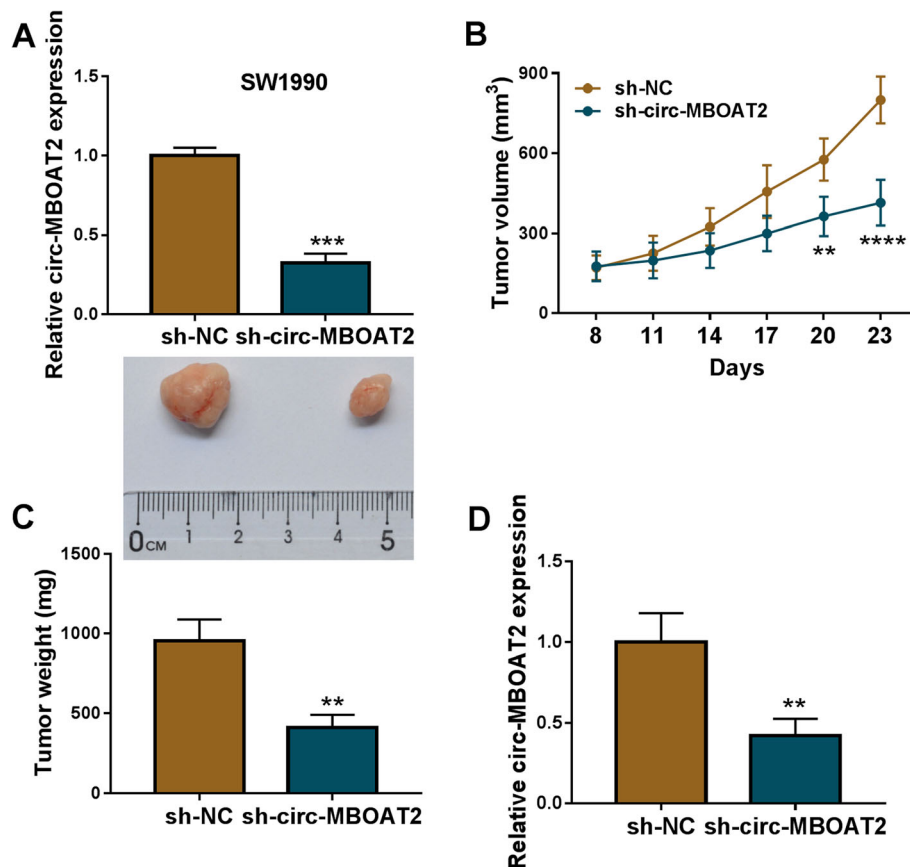 A
Relative circ-MBOAT2 expression
SW1990
1.5
1.0
0.5
0.0
***
sh-NC sh-circ-MBOAT2
B
Tumor volume (mm³)
900
600
300
0
sh-NC
sh-circ-MBOAT2
** ****
8 11 14 17 20 23
Days
0CM 1 2 3 4 5
C
Tumor weight (mg)
1500
1000
500
0
**
sh-NC sh-circ-MBOAT2
D
Relative circ-MBOAT2 expression
1.5
1.0
0.5
0.0
**
sh-NC sh-circ-MBOAT2